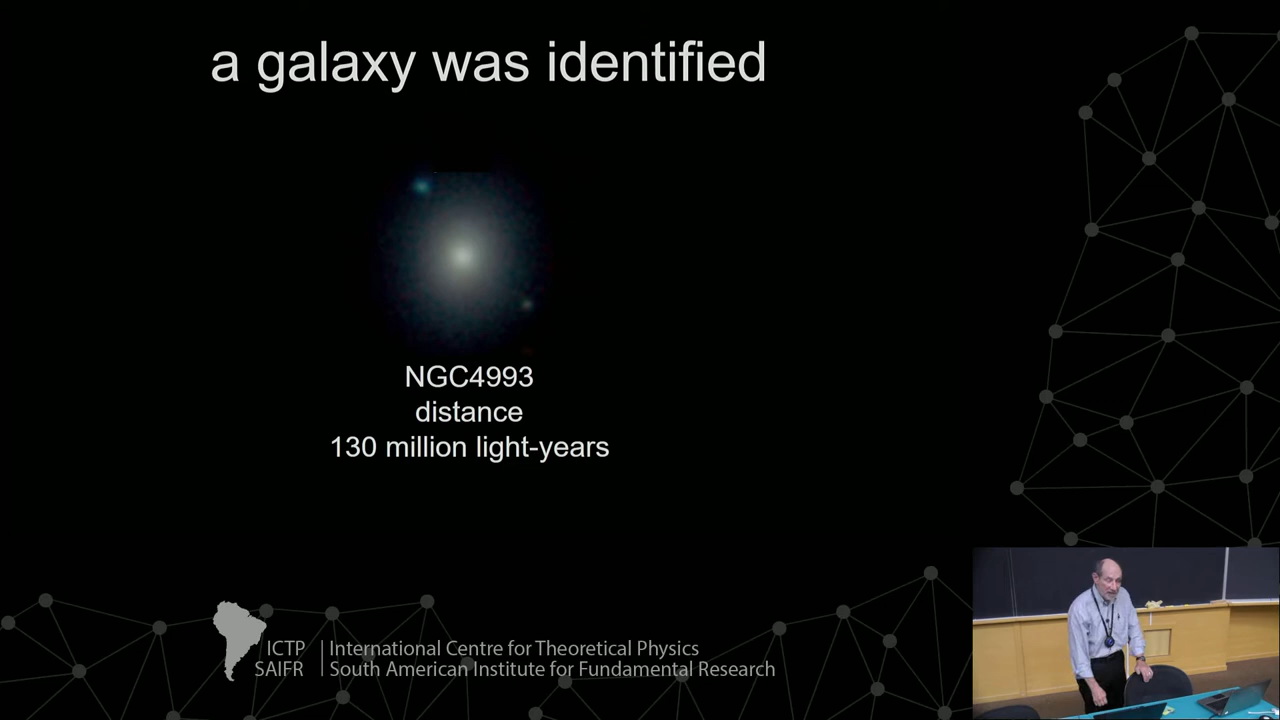 a galaxy was identified
NGC4993
distance
130 million light-years
ICTP
SAIFR
International Centre for Theoretical Physics
South American Institute for Fundamental Research